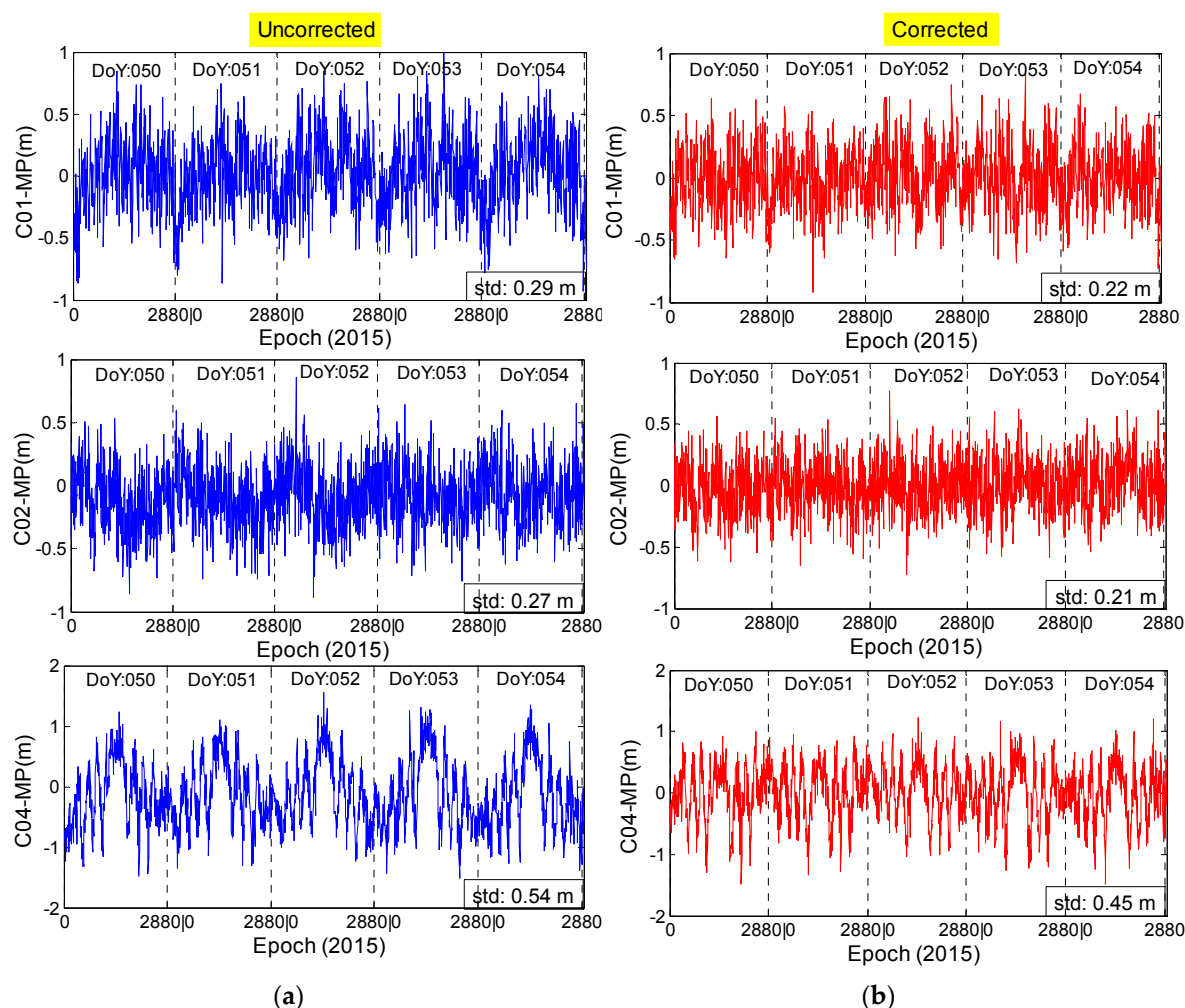 Uncorrected
Corrected
DoY:050 DoY:051 DoY:052 DoY:053 DoY:054
C01-MP(m)
1
0.5
0
-0.5
-1
std: 0.29 m
0 2880|0 2880|0 2880|0 2880|0 2880
Epoch (2015)
DoY:050 DoY:051 DoY:052 DoY:053 DoY:054
C01-MP(m)
1
0.5
0
-0.5
-1
std: 0.22 m
0 2880|0 2880|0 2880|0 2880|0 2880
Epoch (2015)
DoY:050 DoY:051 DoY:052 DoY:053 DoY:054
C02-MP(m)
1
0.5
0
-0.5
-1
std: 0.27 m
0 2880|0 2880|0 2880|0 2880|0 2880
Epoch (2015)
DoY:050 DoY:051 DoY:052 DoY:053 DoY:054
C02-MP(m)
1
0.5
0
-0.5
-1
std: 0.21 m
0 2880|0 2880|0 2880|0 2880|0 2880
Epoch (2015)
DoY:050 DoY:051 DoY:052 DoY:053 DoY:054
C04-MP(m)
2
1
0
-1
-2
std: 0.54 m
0 2880|0 2880|0 2880|0 2880|0 2880
Epoch (2015)
DoY:050 DoY:051 DoY:052 DoY:053 DoY:054
C04-MP(m)
2
1
0
-1
-2
std: 0.45 m
0 2880|0 2880|0 2880|0 2880|0 2880
Epoch (2015)
(a)
(b)